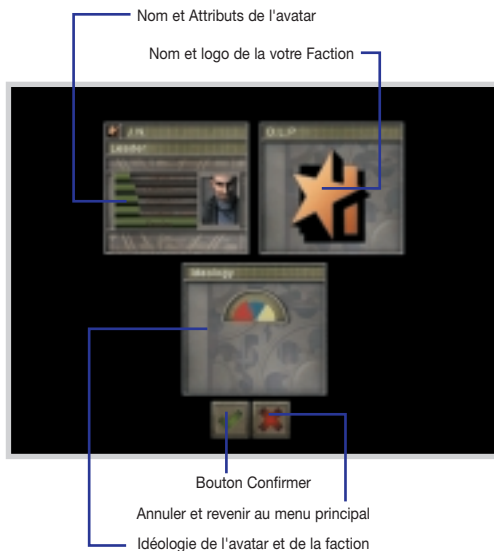 Nom et Attributs de l'avatar
Nom et logo de la votre Faction
J.N.
Leader
O.L.P
Ideology
Bouton Confirmer
Annuler et revenir au menu principal
Idéologie de l'avatar et de la faction